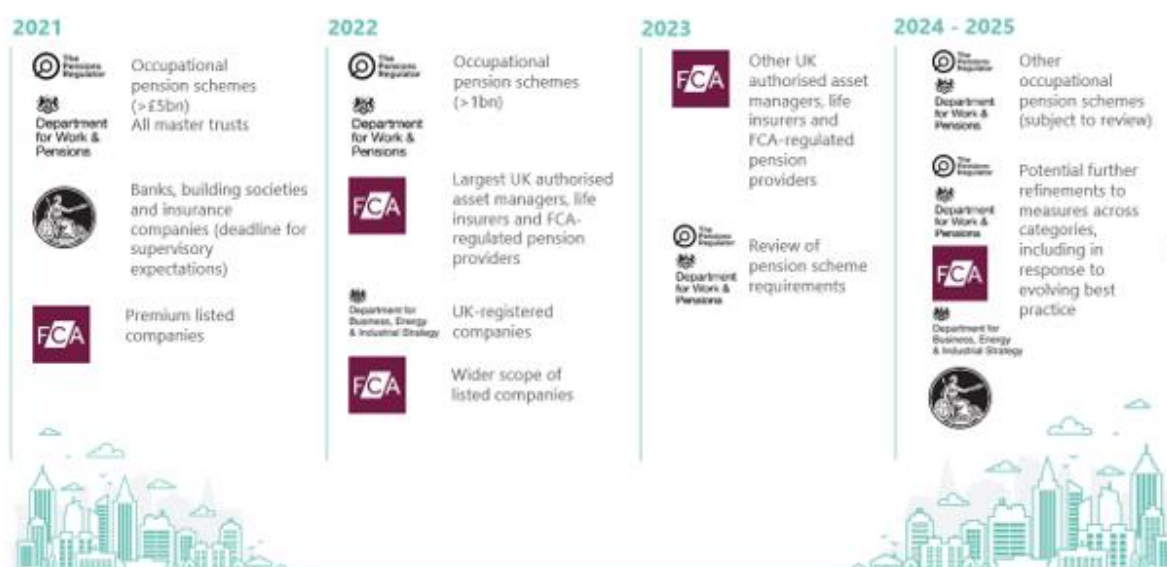 2021
The
Pensions
Regulator
Department
for Work &
Pensions
Occupational
pension schemes
(>£5bn)
All master trusts
Banks, building societies
and insurance
companies (deadline for
supervisory
expectations)
FCA
Premium listed
companies
2022
The
Pensions
Regulator
Department
for Work &
Pensions
Occupational
pension schemes
(>1bn)
FCA
Largest UK authorised
asset managers, life
insurers and FCA-
regulated pension
providers
Department for
Business, Energy
& Industrial Strategy
UK-registered
companies
FCA
Wider scope of
listed companies
2023
FCA
Other UK
authorised asset
managers, life
insurers and
FCA-regulated
pension
providers
The
Pensions
Regulator
Department
for Work &
Pensions
Review of
pension scheme
requirements
2024 - 2025
The
Pensions
Regulator
Department
for Work &
Pensions
Other
occupational
pension schemes
(subject to review)
The
Pensions
Regulator
Department
for Work &
Pensions
FCA
Department for
Business, Energy
& Industrial Strategy
Potential further
refinements to
measures across
categories,
including in
response to
evolving best
practice